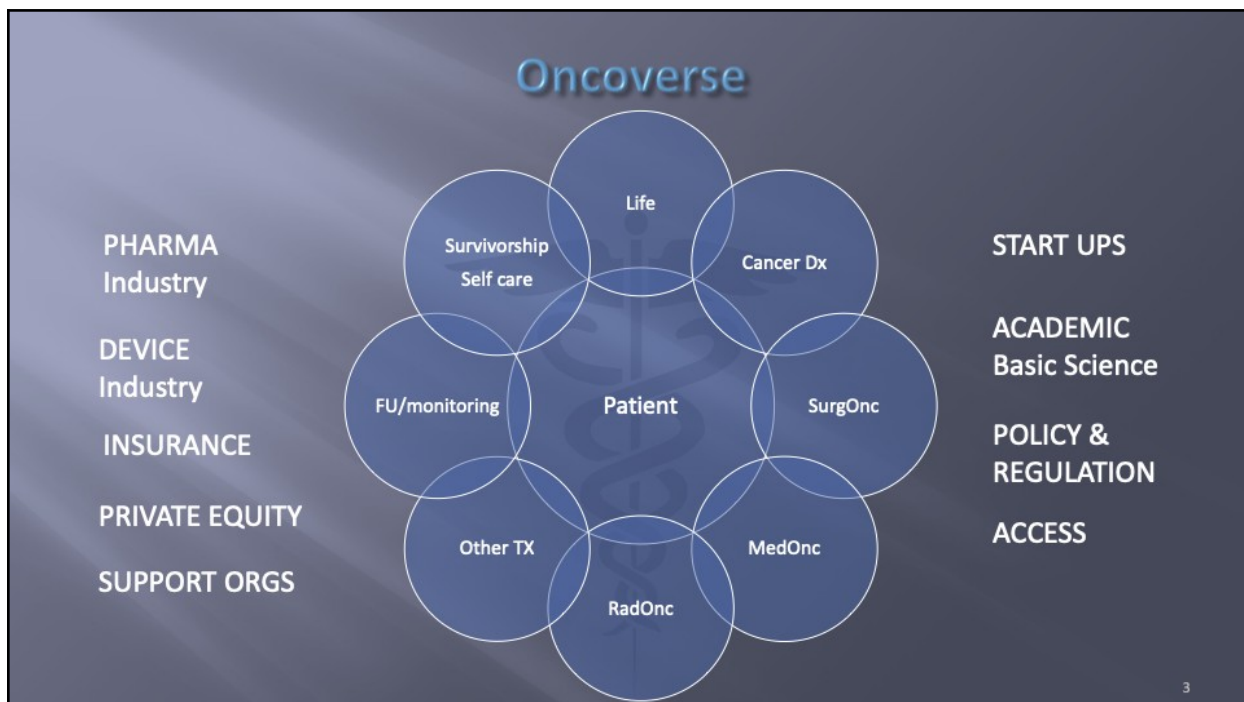 Oncoverse
PHARMA
Industry
DEVICE
Industry
INSURANCE
PRIVATE EQUITY
SUPPORT ORGS
Life
Cancer Dx
SurgOnc
MedOnc
RadOnc
Other TX
FU/monitoring
Survivorship
Self care
Patient
START UPS
ACADEMIC
Basic Science
POLICY &
REGULATION
ACCESS
3